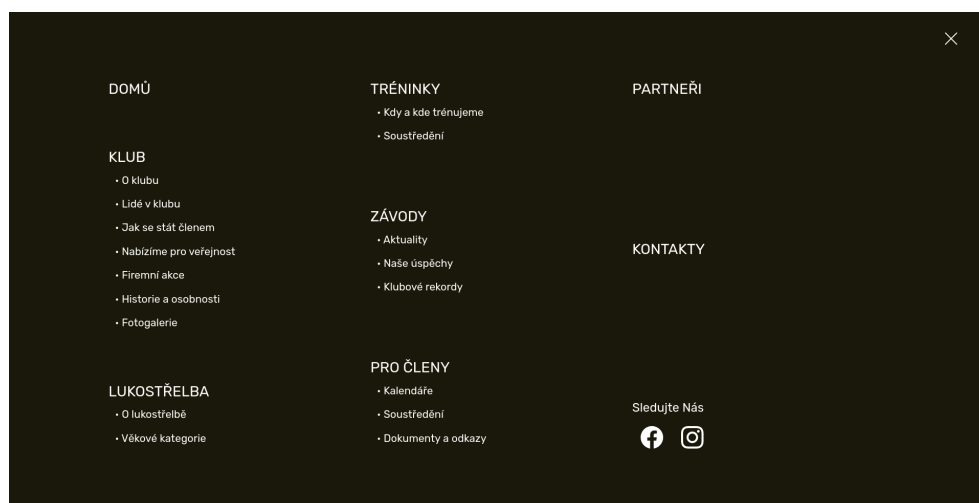 DOMŮ
KLUB
• O klubu
• Lidé v klubu
• Jak se stát členem
• Nabízíme pro veřejnost
• Firemní akce
• Historie a osobnosti
• Fotogalerie
LUKOSTŘELBA
• O lukostřelbě
• Věkové kategorie
TRÉNINKY
• Kdy a kde trénujeme
• Soustředění
ZÁVODY
• Aktuality
• Naše úspěchy
• Klubové rekordy
PRO ČLENY
• Kalendáře
• Soustředění
• Dokumenty a odkazy
PARTNEŘI
KONTAKTY
Sledujte Nás